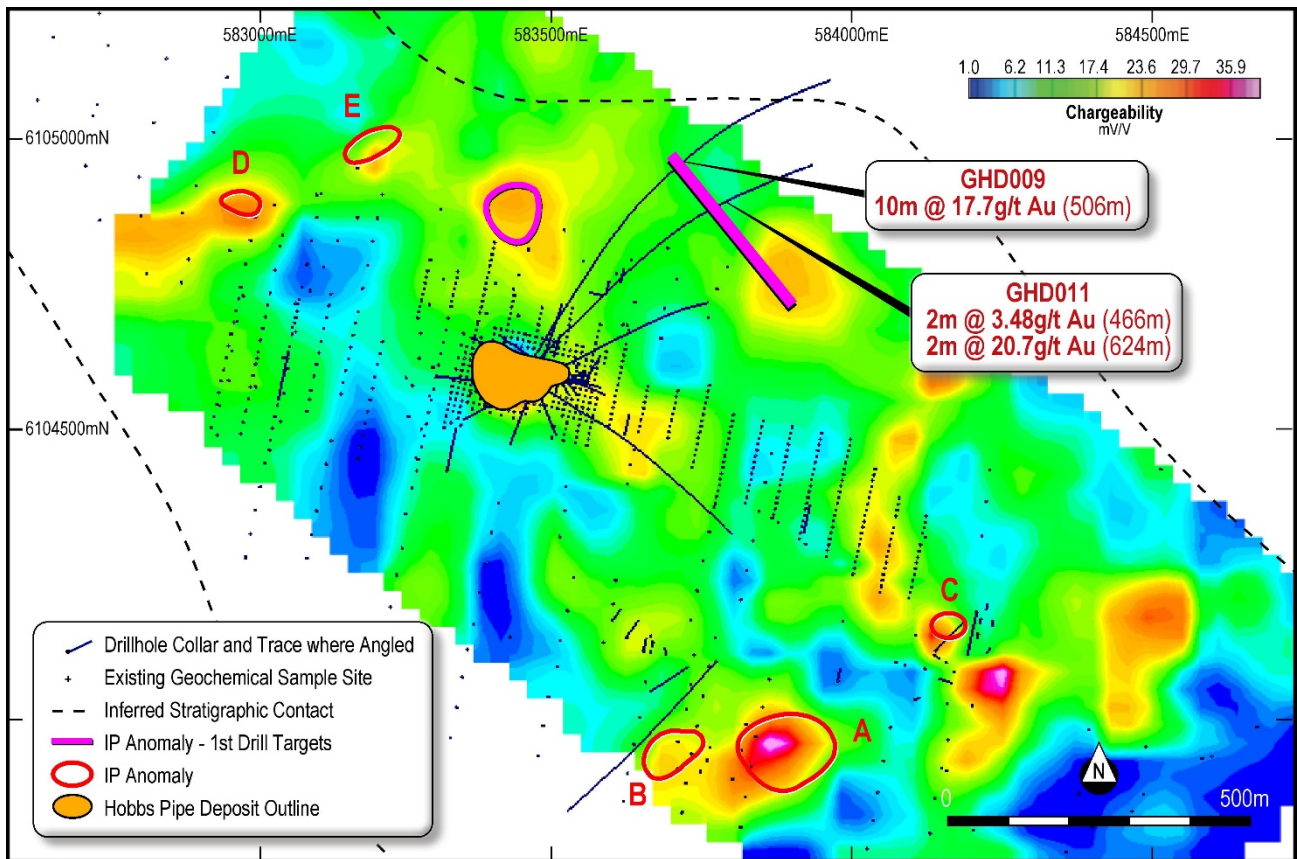 583000mE 583500mE 584000mE 584500mE
1.0 6.2 11.3 17.4 23.6 29.7 35.9
Chargeability
mV/V
6105000mN
E
D
GHD009
10m @ 17.7g/t Au (506m)
GHD011
2m @ 3.48g/t Au (466m)
2m @ 20.7g/t Au (624m)
6104500mN
C
A
B
Drillhole Collar and Trace where Angled
Existing Geochemical Sample Site
Inferred Stratigraphic Contact
IP Anomaly - 1st Drill Targets
IP Anomaly
Hobbs Pipe Deposit Outline
N
0 500m